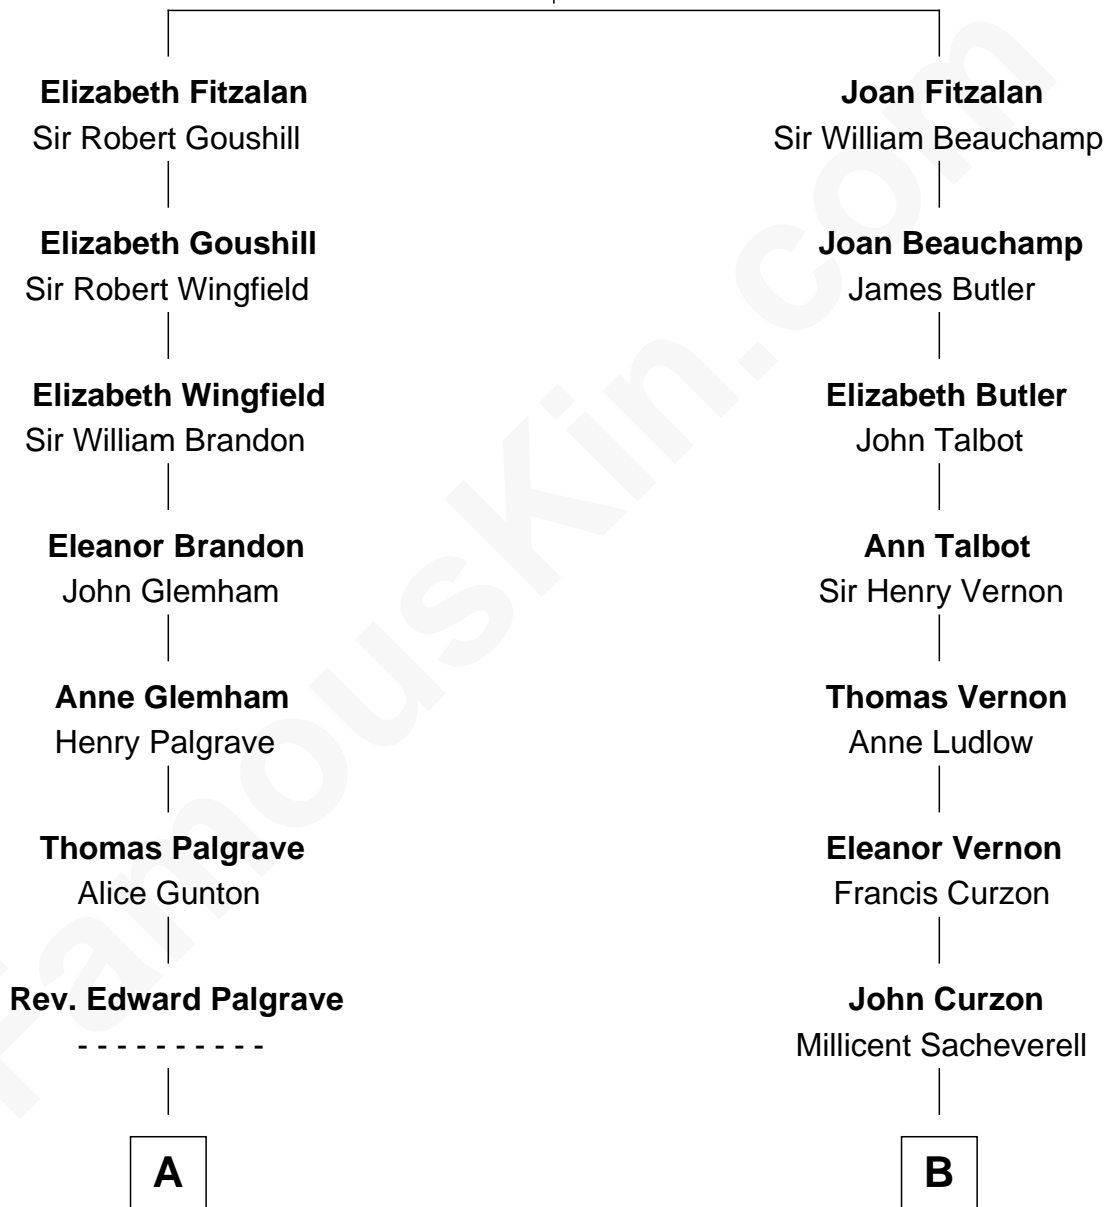 Elizabeth Fitzalan
Sir Robert Goushill
Joan Fitzalan
Sir William Beauchamp
Elizabeth Goushill
Sir Robert Wingfield
Joan Beauchamp
James Butler
Elizabeth Wingfield
Sir William Brandon
Elizabeth Butler
John Talbot
Eleanor Brandon
John Glemham
Ann Talbot
Sir Henry Vernon
Anne Glemham
Henry Palgrave
Thomas Vernon
Anne Ludlow
Thomas Palgrave
Alice Gunton
Eleanor Vernon
Francis Curzon
Rev. Edward Palgrave
- - - - - - - - - -
John Curzon
Millicent Sacheverell
A
B
FamousKin.com